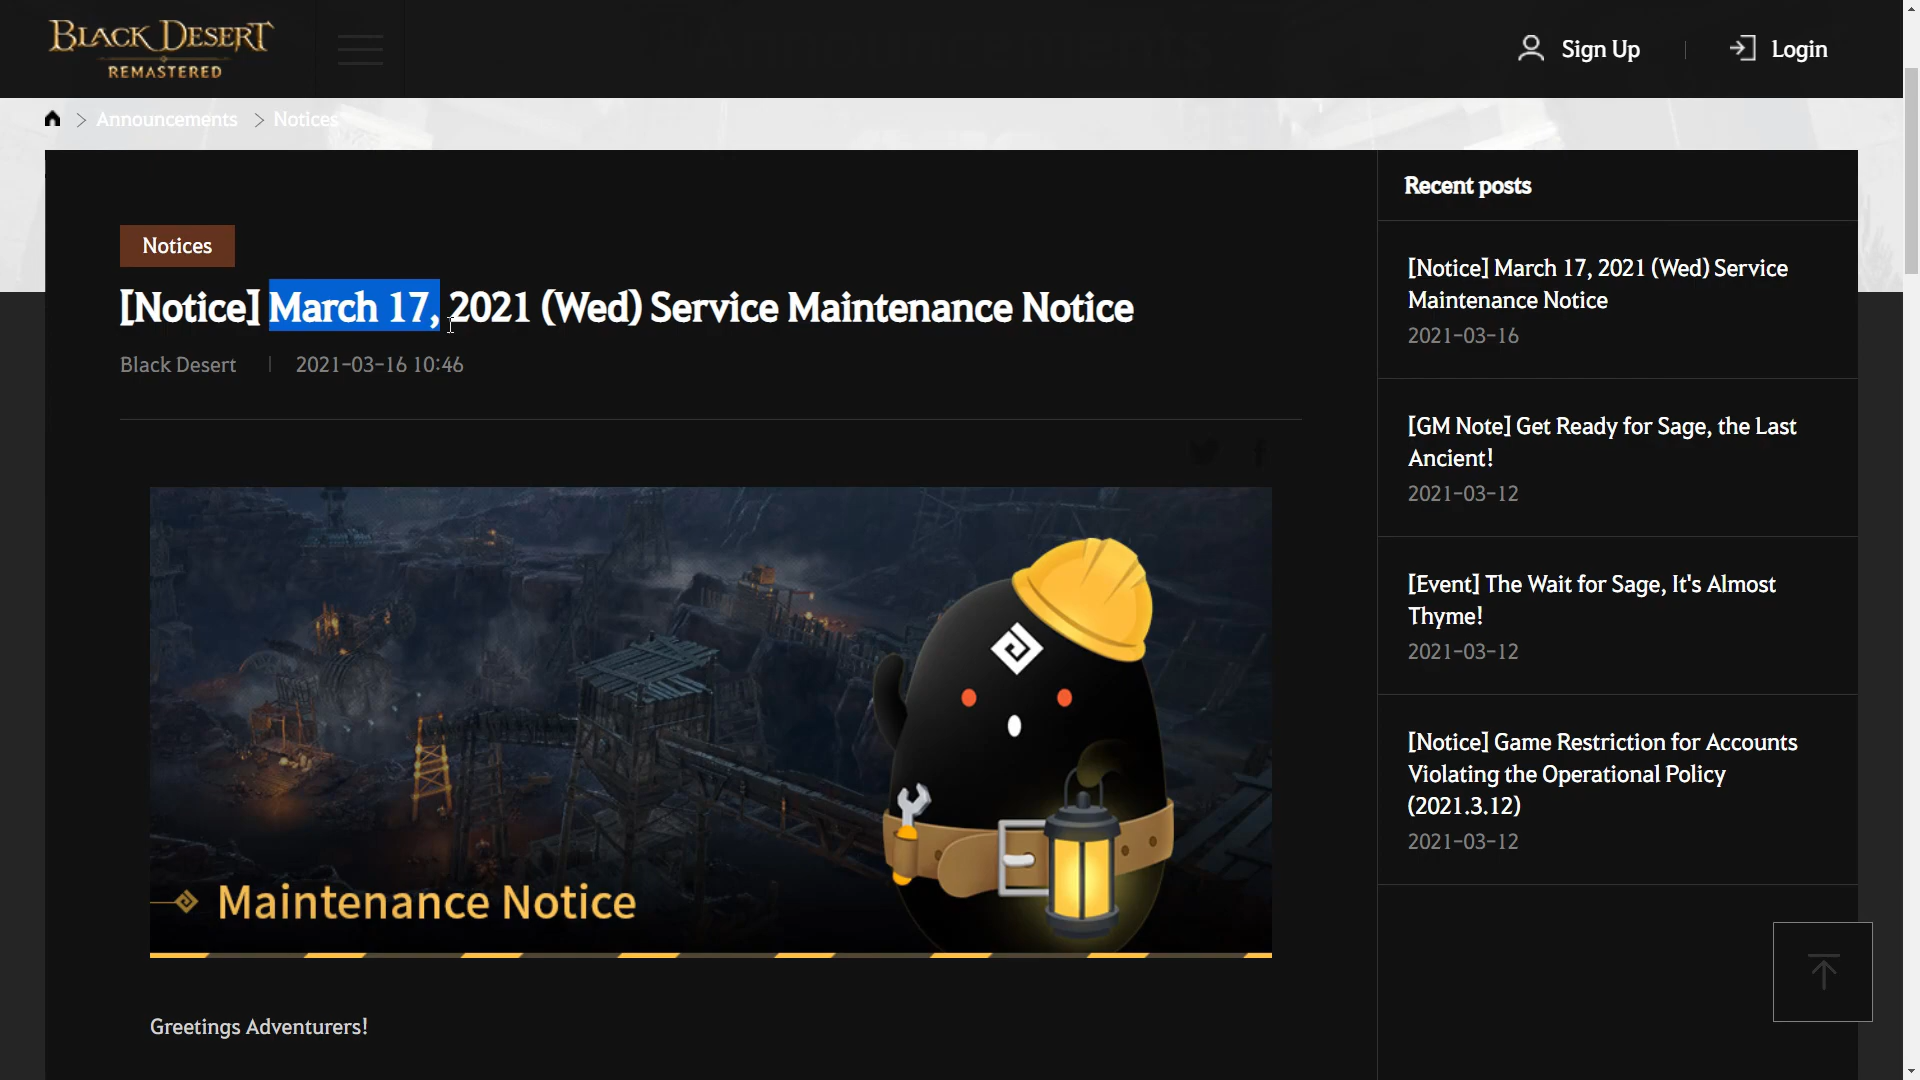 BLACK DESERT
REMASTERED
Sign Up
Login
Announcements
Notices
Notices
[Notice] March 17, 2021 (Wed) Service Maintenance Notice
Black Desert
2021-03-16 10:46
Maintenance Notice
Greetings Adventurers!
Recent posts
[Notice] March 17, 2021 (Wed) Service
Maintenance Notice
2021-03-16
[GM Note] Get Ready for Sage, the Last
Ancient!
2021-03-12
[Event] The Wait for Sage, It's Almost
Thyme!
2021-03-12
[Notice] Game Restriction for Accounts
Violating the Operational Policy
(2021.3.12)
2021-03-12